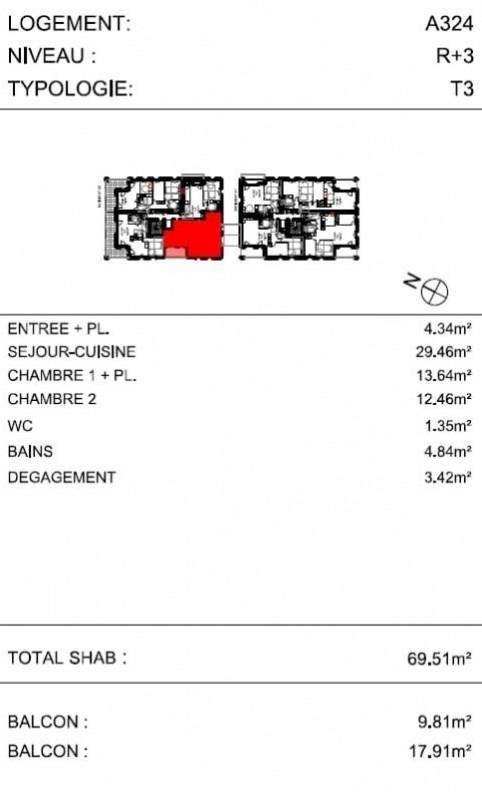 LOGEMENT: A324
NIVEAU : R+3
TYPOLOGIE: T3
N
ENTREE + PL. 4.34m²
SEJOUR-CUISINE 29.46m²
CHAMBRE 1 + PL. 13.64m²
CHAMBRE 2 12.46m²
WC 1.35m²
BAINS 4.84m²
DEGAGEMENT 3.42m²
TOTAL SHAB : 69.51m²
BALCON : 9.81m²
BALCON : 17.91m²